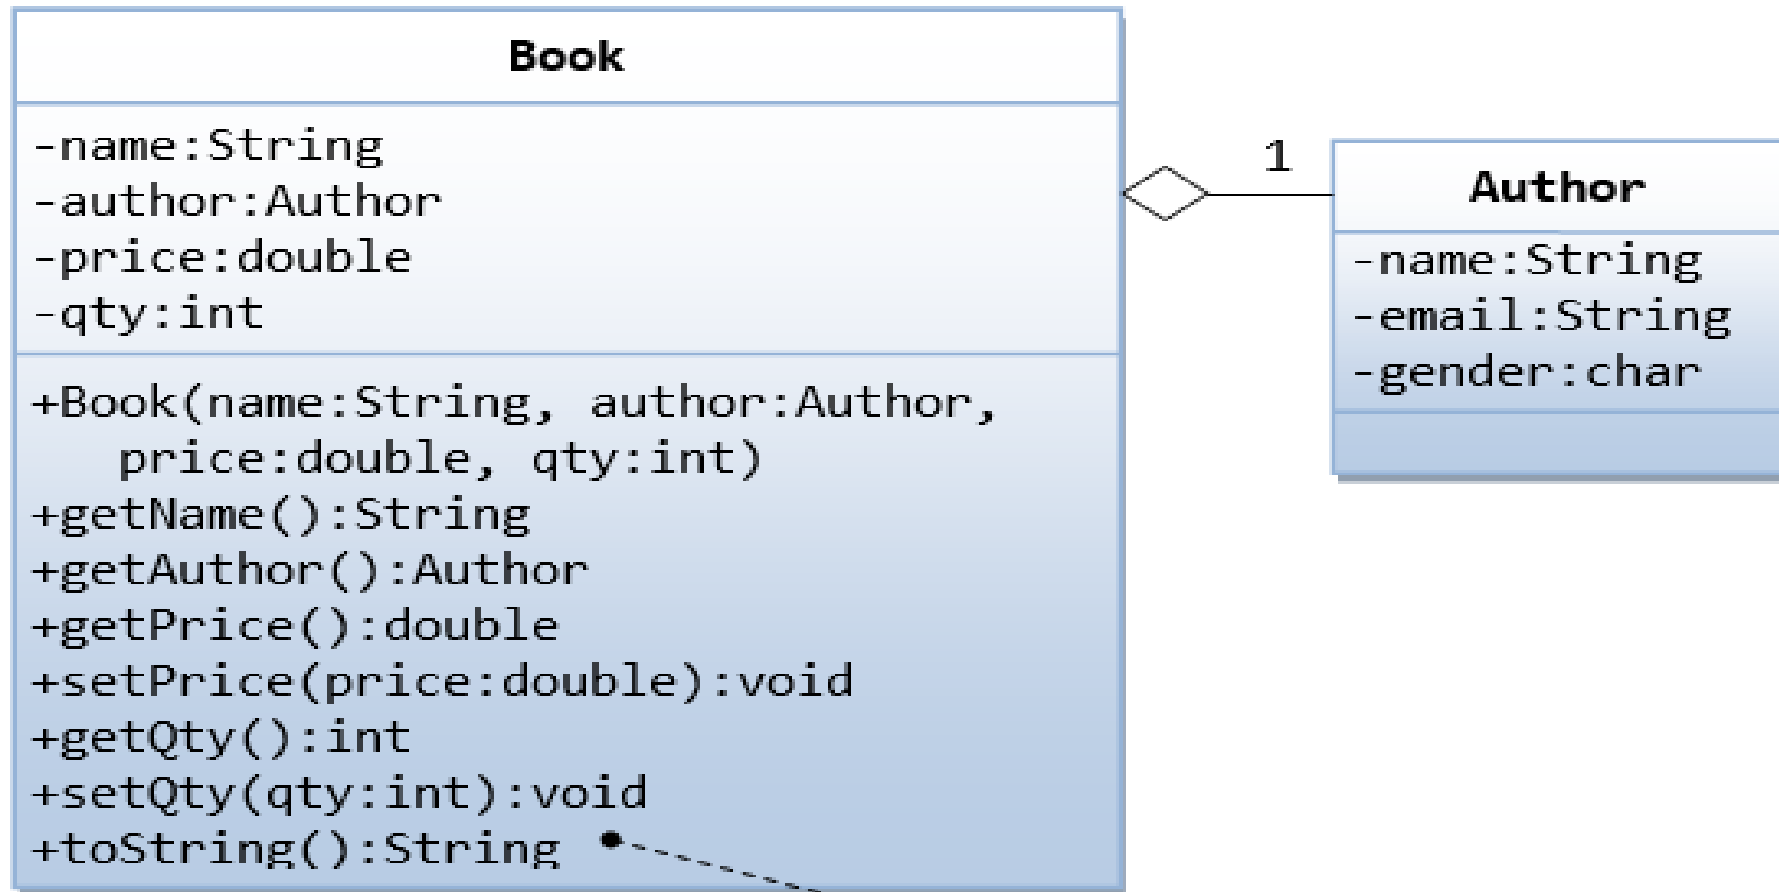 Book
-name:String
-author:Author
-price:double
-qty:int
+Book(name:String, author:Author,
price:double, qty:int)
+getName():String
+getAuthor():Author
+getPrice():double
+setPrice(price:double):void
+getQty():int
+setQty(qty:int):void
+toString():String
1
Author
-name:String
-email:String
-gender:char